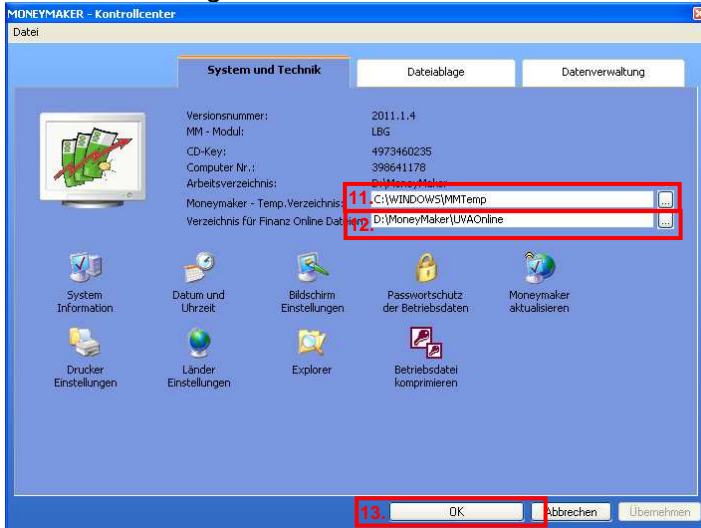 MONEYMAKER - Kontrollcenter
Datei
System und Technik Dateiablage Datenverwaltung
Versionsnummer: 2011.1.4
MM - Modul: LBG
CD-Key: 4973460235
Computer Nr.: 398641178
Arbeitsverzeichnis: D:\MoneyMaker
Moneymaker - Temp.Verzeichnis: 11. C:\WINDOWS\MMTemp ...
Verzeichnis für Finanz Online 12. D:\MoneyMaker\UVAOnline ...
System Information
Datum und Uhrzeit
Bildschirm Einstellungen
Passwortschutz der Betriebsdaten
Moneymaker aktualisieren
Drucker Einstellungen
Länder Einstellungen
Explorer
Betriebsdatei komprimieren
13. OK Abbrechen Übernehmen